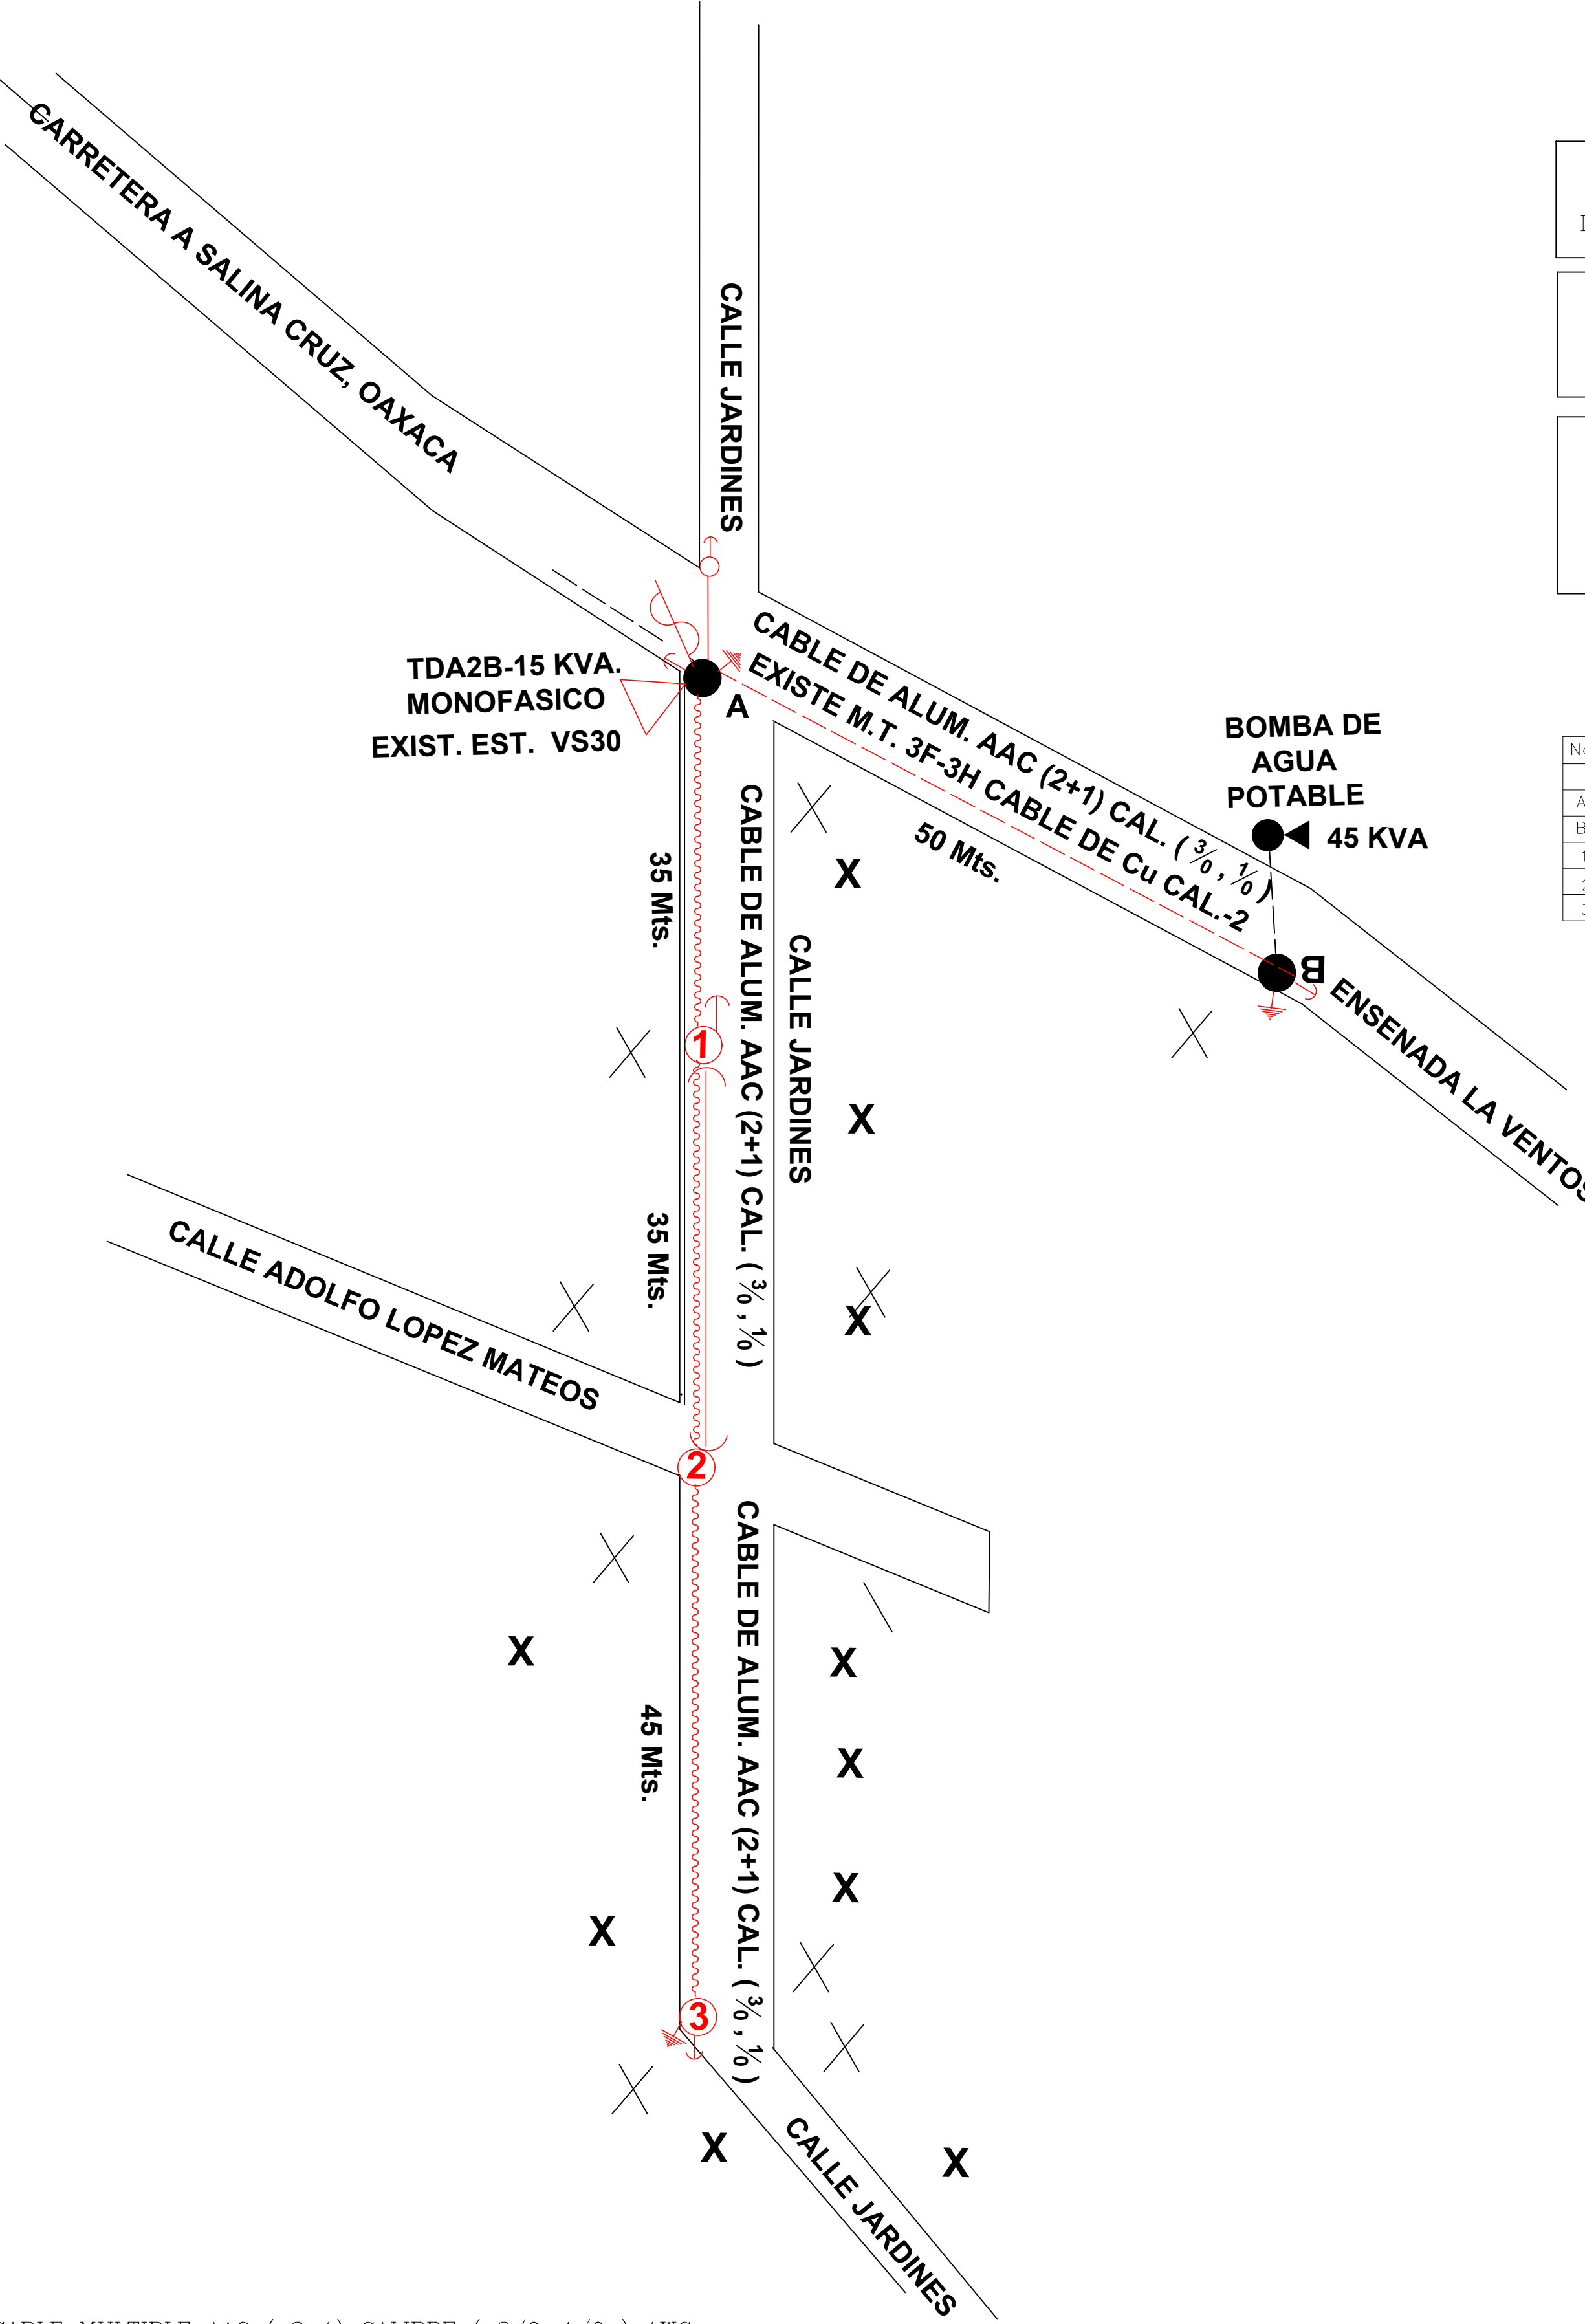 CARRETERA A SALINA CRUZ, OAXACA
CALLE JARDINES
TDA2B-15 KVA.
MONOFASICO
EXIST. EST. VS30
A
CABLE DE ALUM. AAC (2+1) CAL. ( 3/0 , 1/0 )
EXISTE M.T. 3F-3H CABLE DE Cu CAL.-2
50 Mts.
BOMBA DE
AGUA
POTABLE
45 KVA
B
ENSENADA LA VENTOS
35 Mts.
CABLE DE ALUM. AAC (2+1) CAL. ( 3/0 , 1/0 )
CALLE JARDINES
1
35 Mts.
CALLE ADOLFO LOPEZ MATEOS
2
45 Mts.
CABLE DE ALUM. AAC (2+1) CAL. ( 3/0 , 1/0 )
3
CALLE JARDINES
X
X
X
X
X
X
X
X
X
X
No
A
B
1